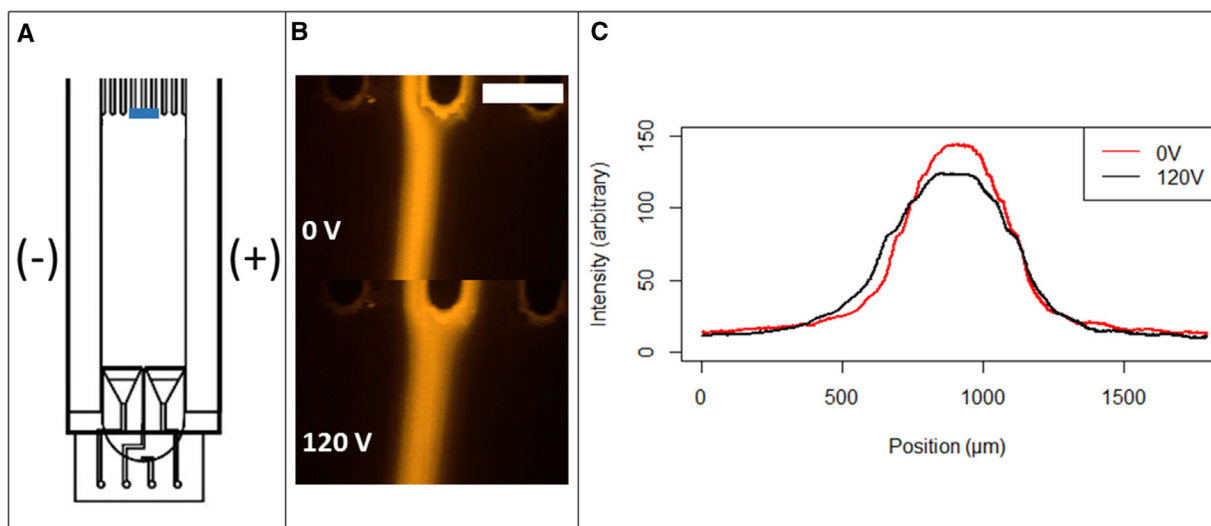 A
(-)
(+)
B
0 V
120 V
C
0V
120V
150
100
50
0
Intensity (arbitrary)
0
500
1000
1500
Position (µm)